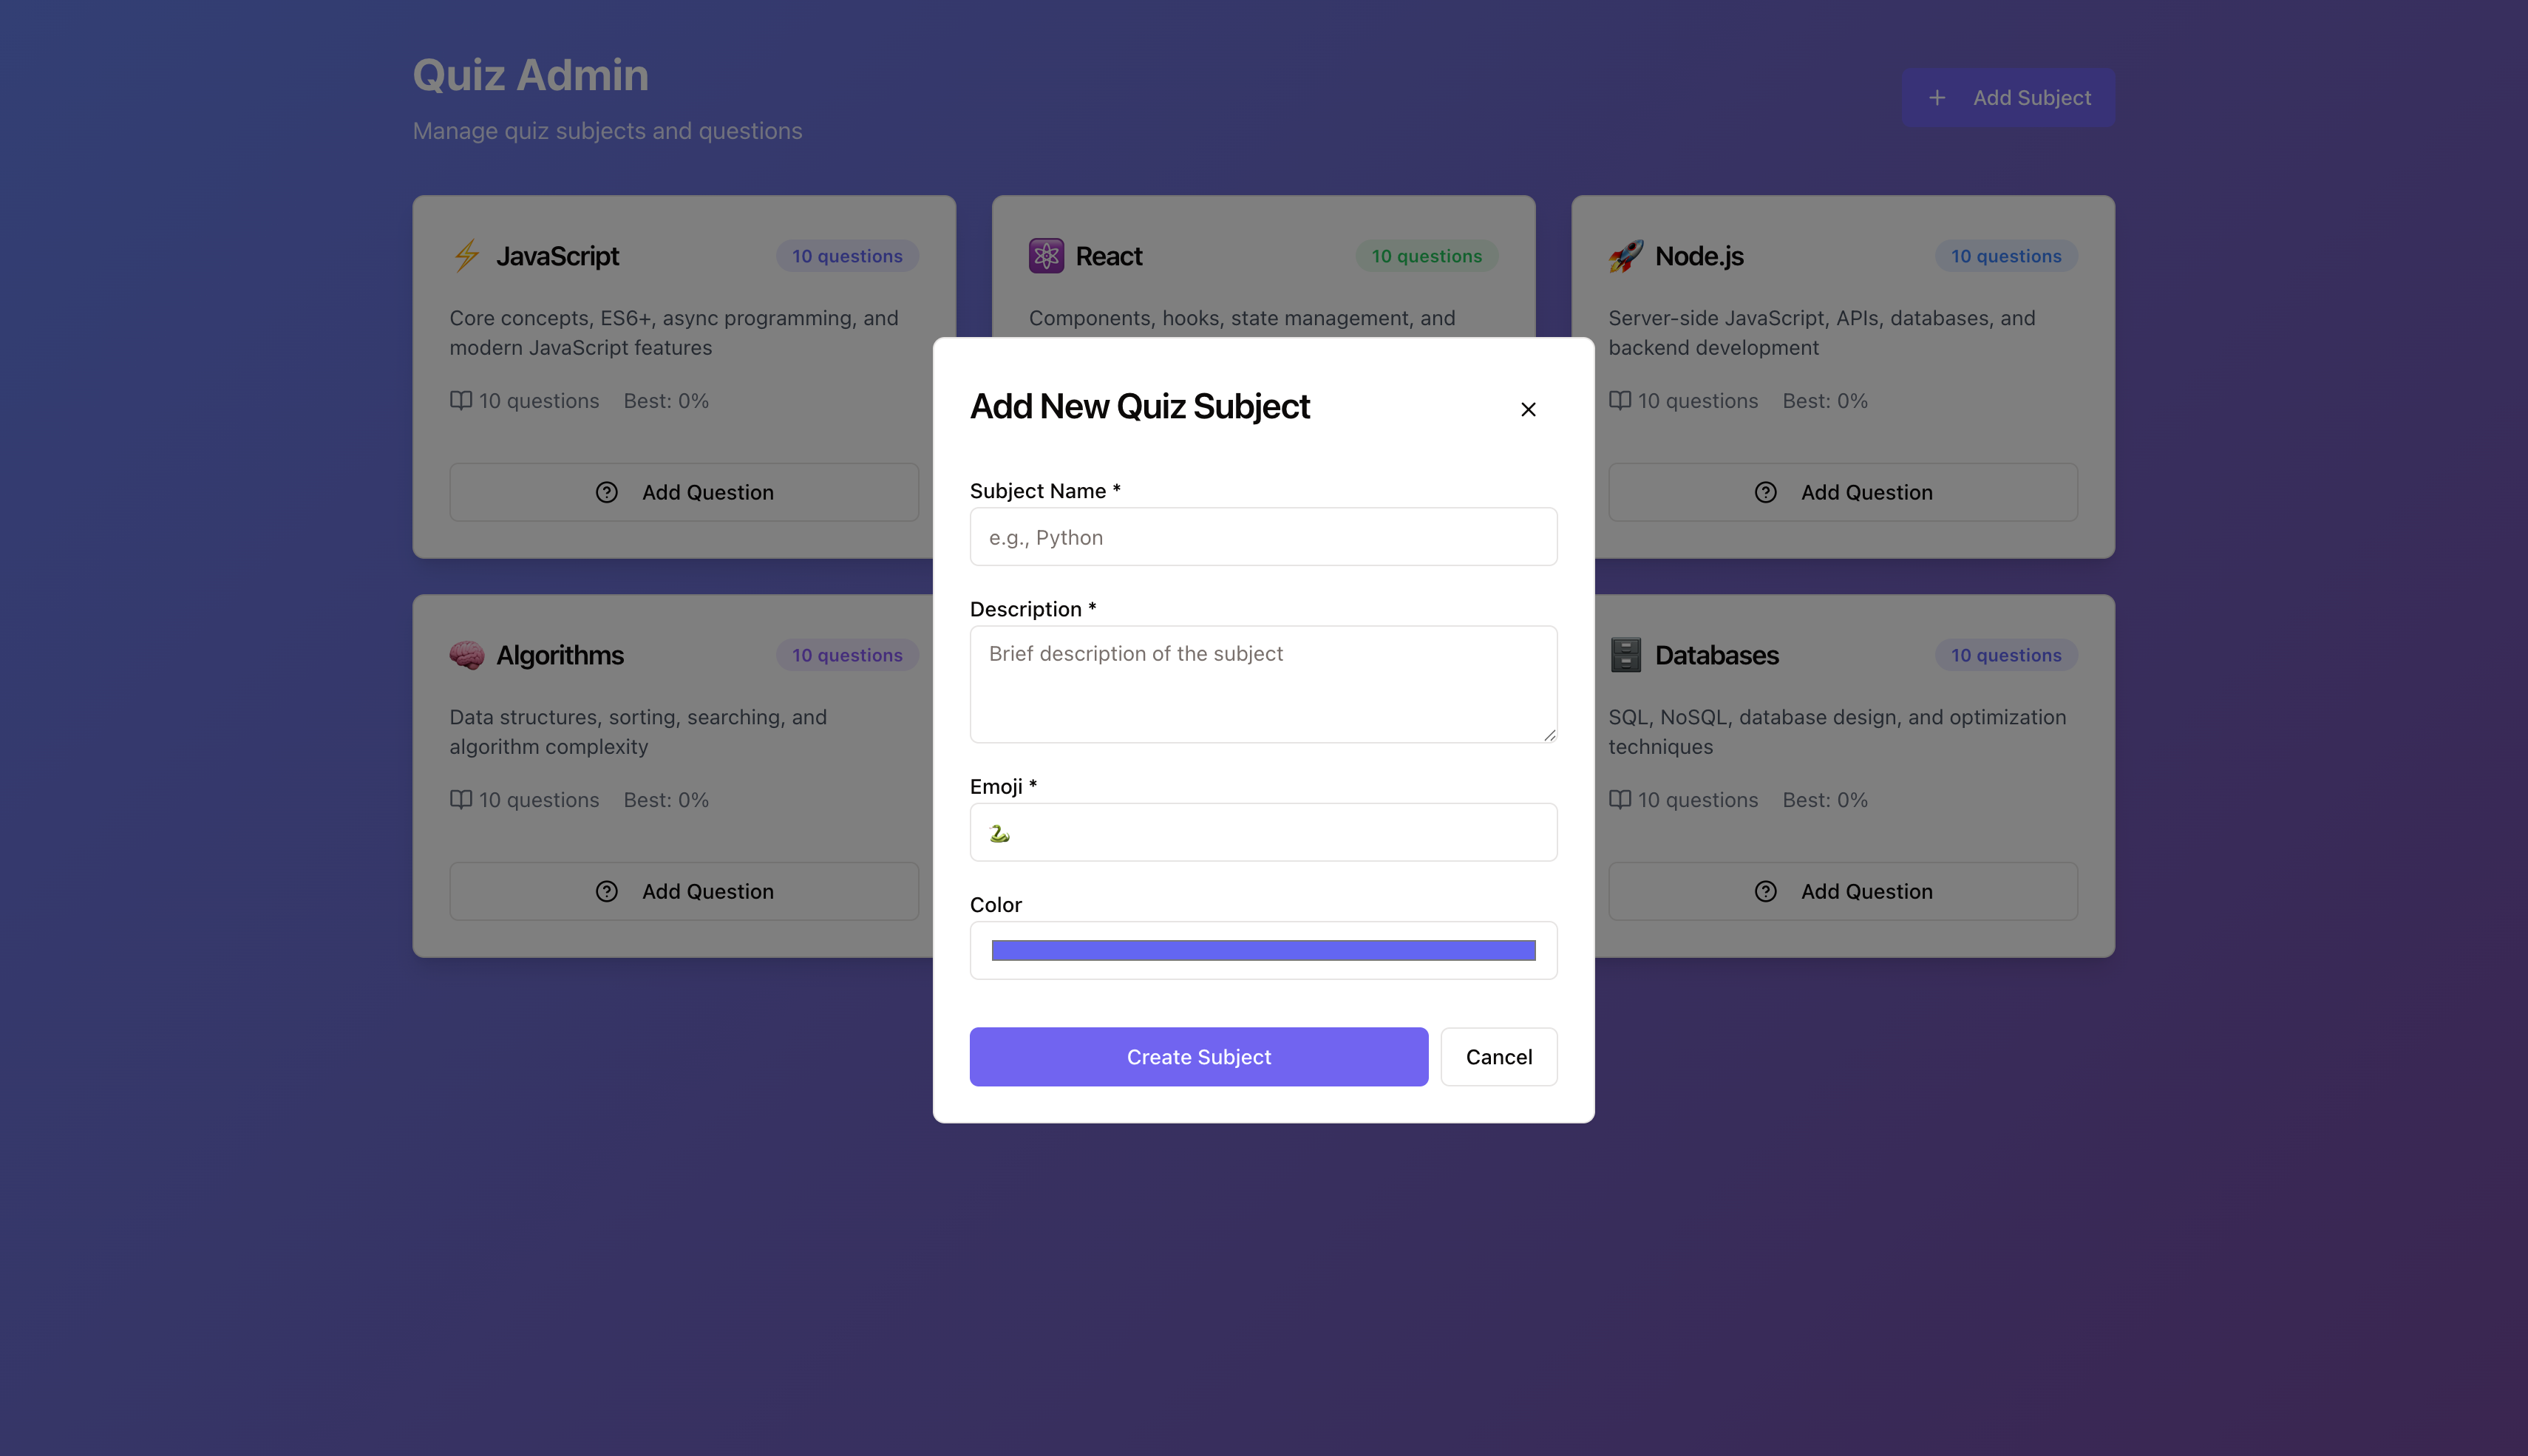 Quiz Admin
Manage quiz subjects and questions
+ Add Subject
⚡ JavaScript
10 questions
Core concepts, ES6+, async programming, and
modern JavaScript features
10 questions
Best: 0%
Add Question
⚛️ React
10 questions
Components, hooks, state management, and
🚀 Node.js
10 questions
Server-side JavaScript, APIs, databases, and
backend development
10 questions
Best: 0%
Add Question
🧠 Algorithms
10 questions
Data structures, sorting, searching, and
algorithm complexity
10 questions
Best: 0%
Add Question
🗄️ Databases
10 questions
SQL, NoSQL, database design, and optimization
techniques
10 questions
Best: 0%
Add Question
Add New Quiz Subject
Subject Name *
e.g., Python
Description *
Brief description of the subject
Emoji *
🐍
Color
Create Subject
Cancel